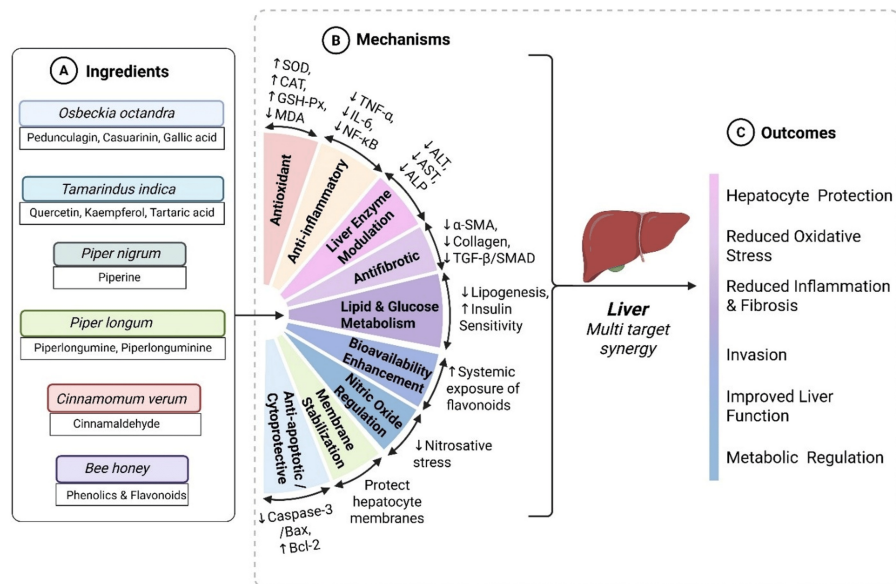 A Ingredients
Osbeckia octandra
Pedunculagin, Casuarinin, Gallic acid
Tamarindus indica
Quercetin, Kaempferol, Tartaric acid
Piper nigrum
Piperine
Piper longum
Piperlongumine, Piperlonguminine
Cinnamomum verum
Cinnamaldehyde
Bee honey
Phenolics & Flavonoids
B Mechanisms
↑SOD,
↑CAT,
↑GSH-Px,
↓MDA
Antioxidant
↓TNF-α,
↓IL-6,
↓NF-κB
Anti-inflammatory
↓ALT,
↓AST,
↓ALP
Liver Enzyme
Modulation
↓α-SMA,
↓Collagen,
↓TGF-β/SMAD
Antifibrotic
↓Lipogenesis,
↑Insulin
Sensitivity
Lipid & Glucose
Metabolism
Bioavailability
Enhancement
↑Systemic
exposure of
flavonoids
Nitric Oxide
Regulation
↓Nitrosative
stress
Membrane
Stabilization
Protect
hepatocyte
membranes
Anti-apoptotic /
Cytoprotective
↓Caspase-3
/Bax,
↑Bcl-2
Liver
Multi target
synergy
C Outcomes
Hepatocyte Protection
Reduced Oxidative
Stress
Reduced Inflammation
& Fibrosis
Invasion
Improved Liver
Function
Metabolic Regulation